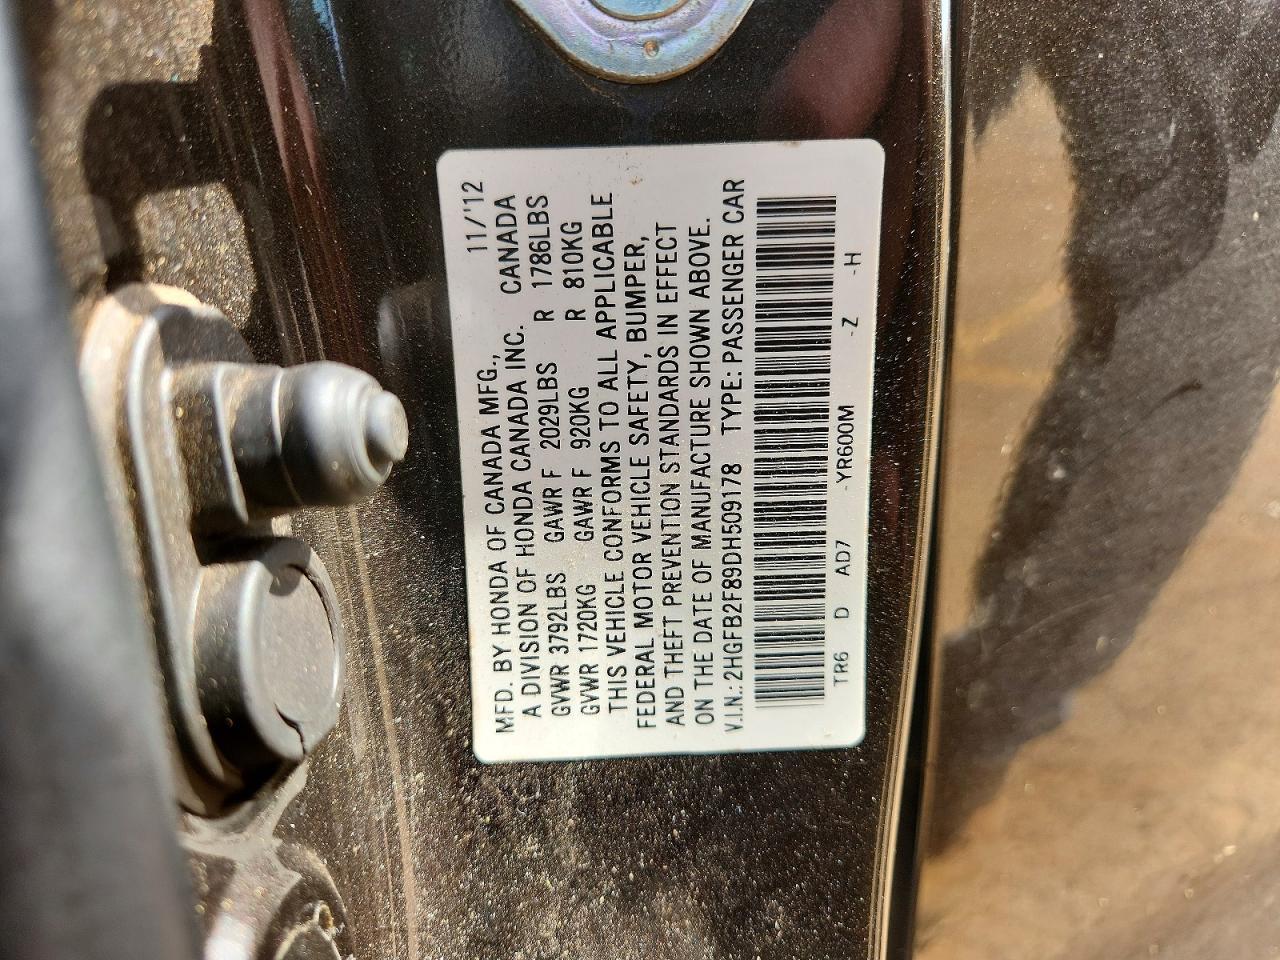 MFD. BY HONDA OF CANADA MFG., 11/'12
A DIVISION OF HONDA CANADA INC. CANADA
GVWR 3792LBS GAWR F 2029LBS R 1786LBS
GVWR 1720KG GAWR F 920KG R 810KG
THIS VEHICLE CONFORMS TO ALL APPLICABLE
FEDERAL MOTOR VEHICLE SAFETY, BUMPER,
AND THEFT PREVENTION STANDARDS IN EFFECT
ON THE DATE OF MANUFACTURE SHOWN ABOVE.
V.I.N.: 2HGFB2F89DH509178 TYPE: PASSENGER CAR
TR6 D AD7 -YR600M -Z -H